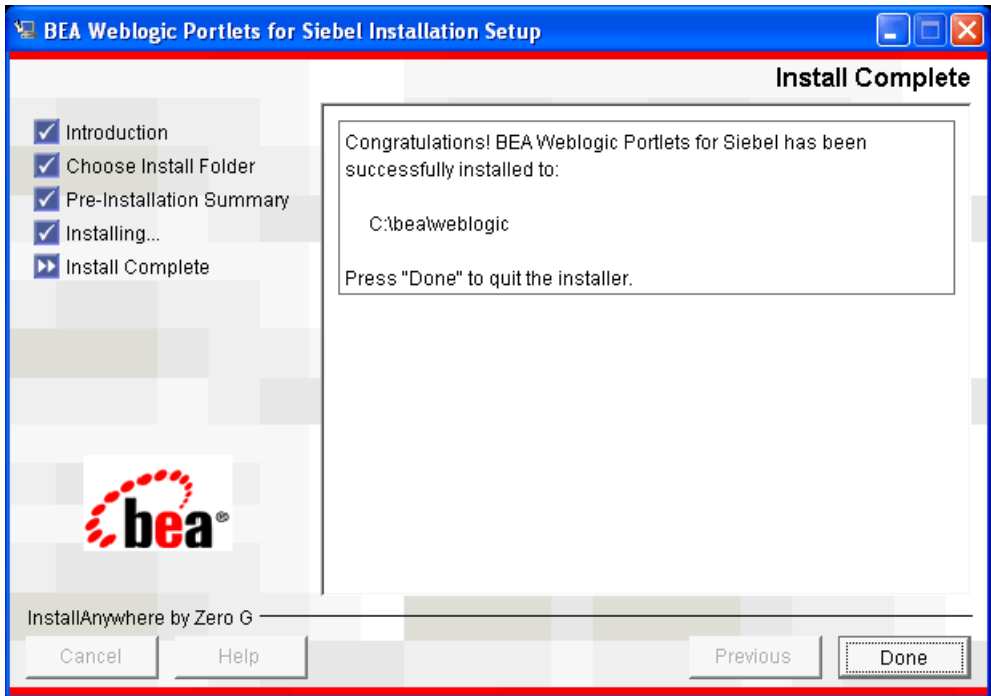 BEA Weblogic Portlets for Siebel Installation Setup
Install Complete
Introduction
Choose Install Folder
Pre-Installation Summary
Installing...
Install Complete
Congratulations! BEA Weblogic Portlets for Siebel has been
successfully installed to:
C:\bea\weblogic
Press "Done" to quit the installer.
bea®
InstallAnywhere by Zero G
Cancel
Help
Previous
Done